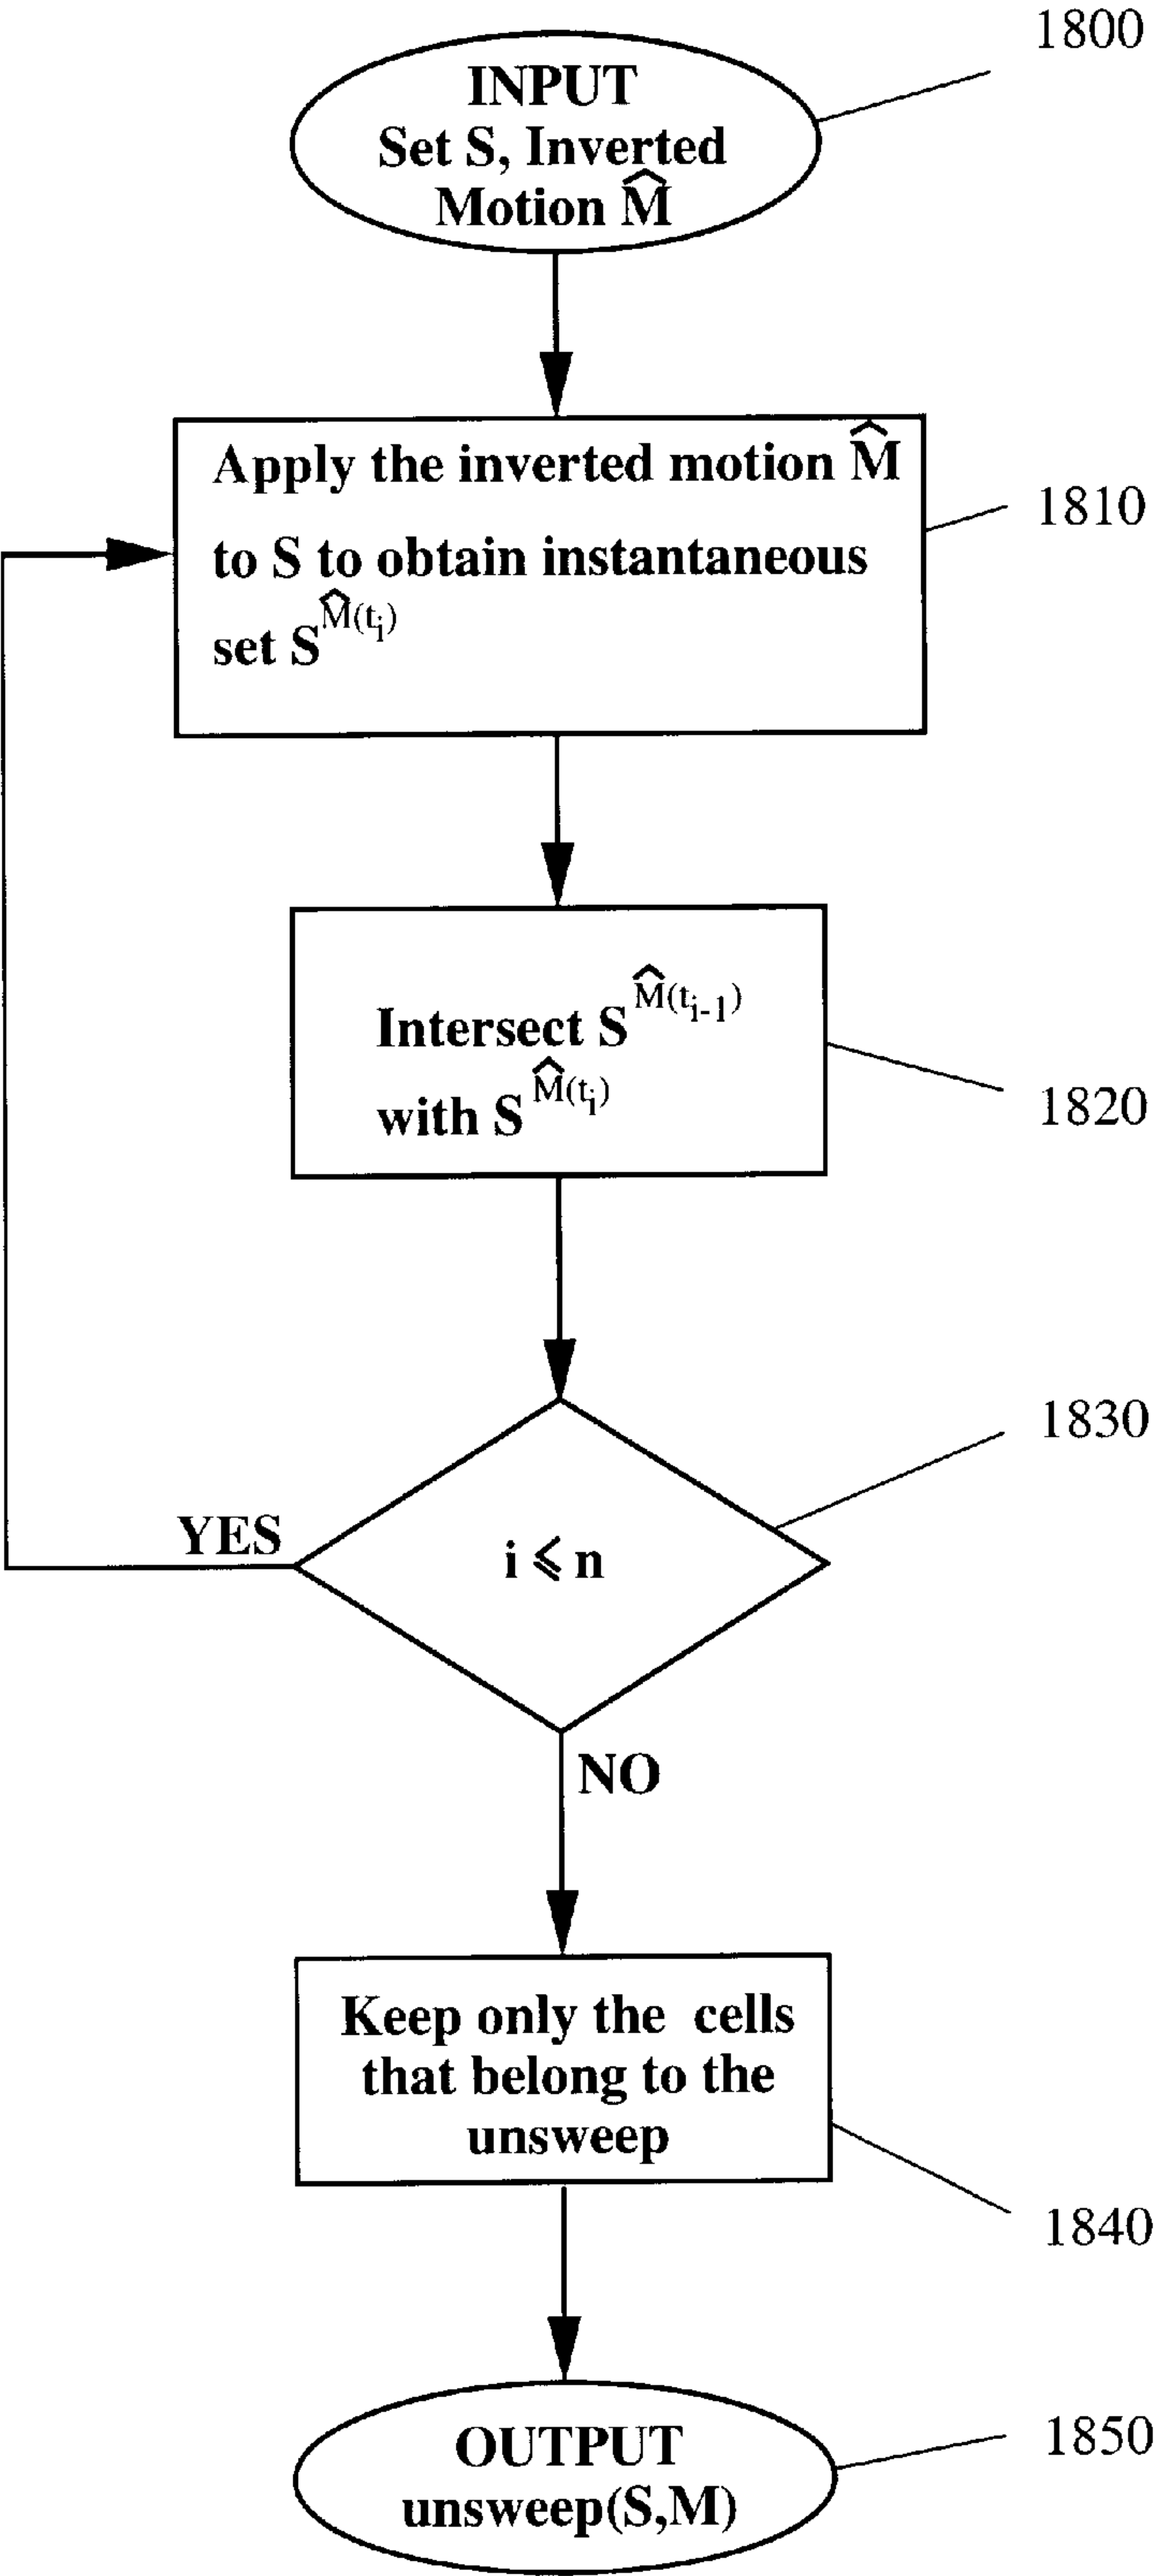 1800
INPUT
Set S, Inverted
Motion M̂
Apply the inverted motion M̂
1810
to S to obtain instantaneous
set S^M̂(t_i)
Intersect S^M̂(t_{i-1})
with S^M̂(t_i)
1820
1830
YES
i ⩽ n
NO
Keep only the cells
that belong to the
unsweep
1840
OUTPUT
1850
unsweep(S,M)